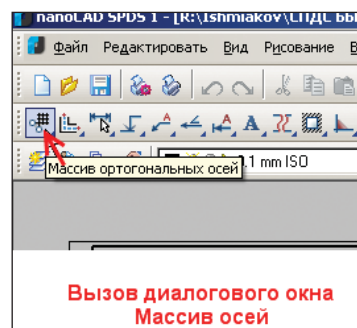 nanoCAD SPDS 1 - [R:\Ishmiakov\СПДС
Файл Редактировать Вид Рисование
Массив ортогональных осей
.1 mm ISO
Вызов диалогового окна
Массив осей